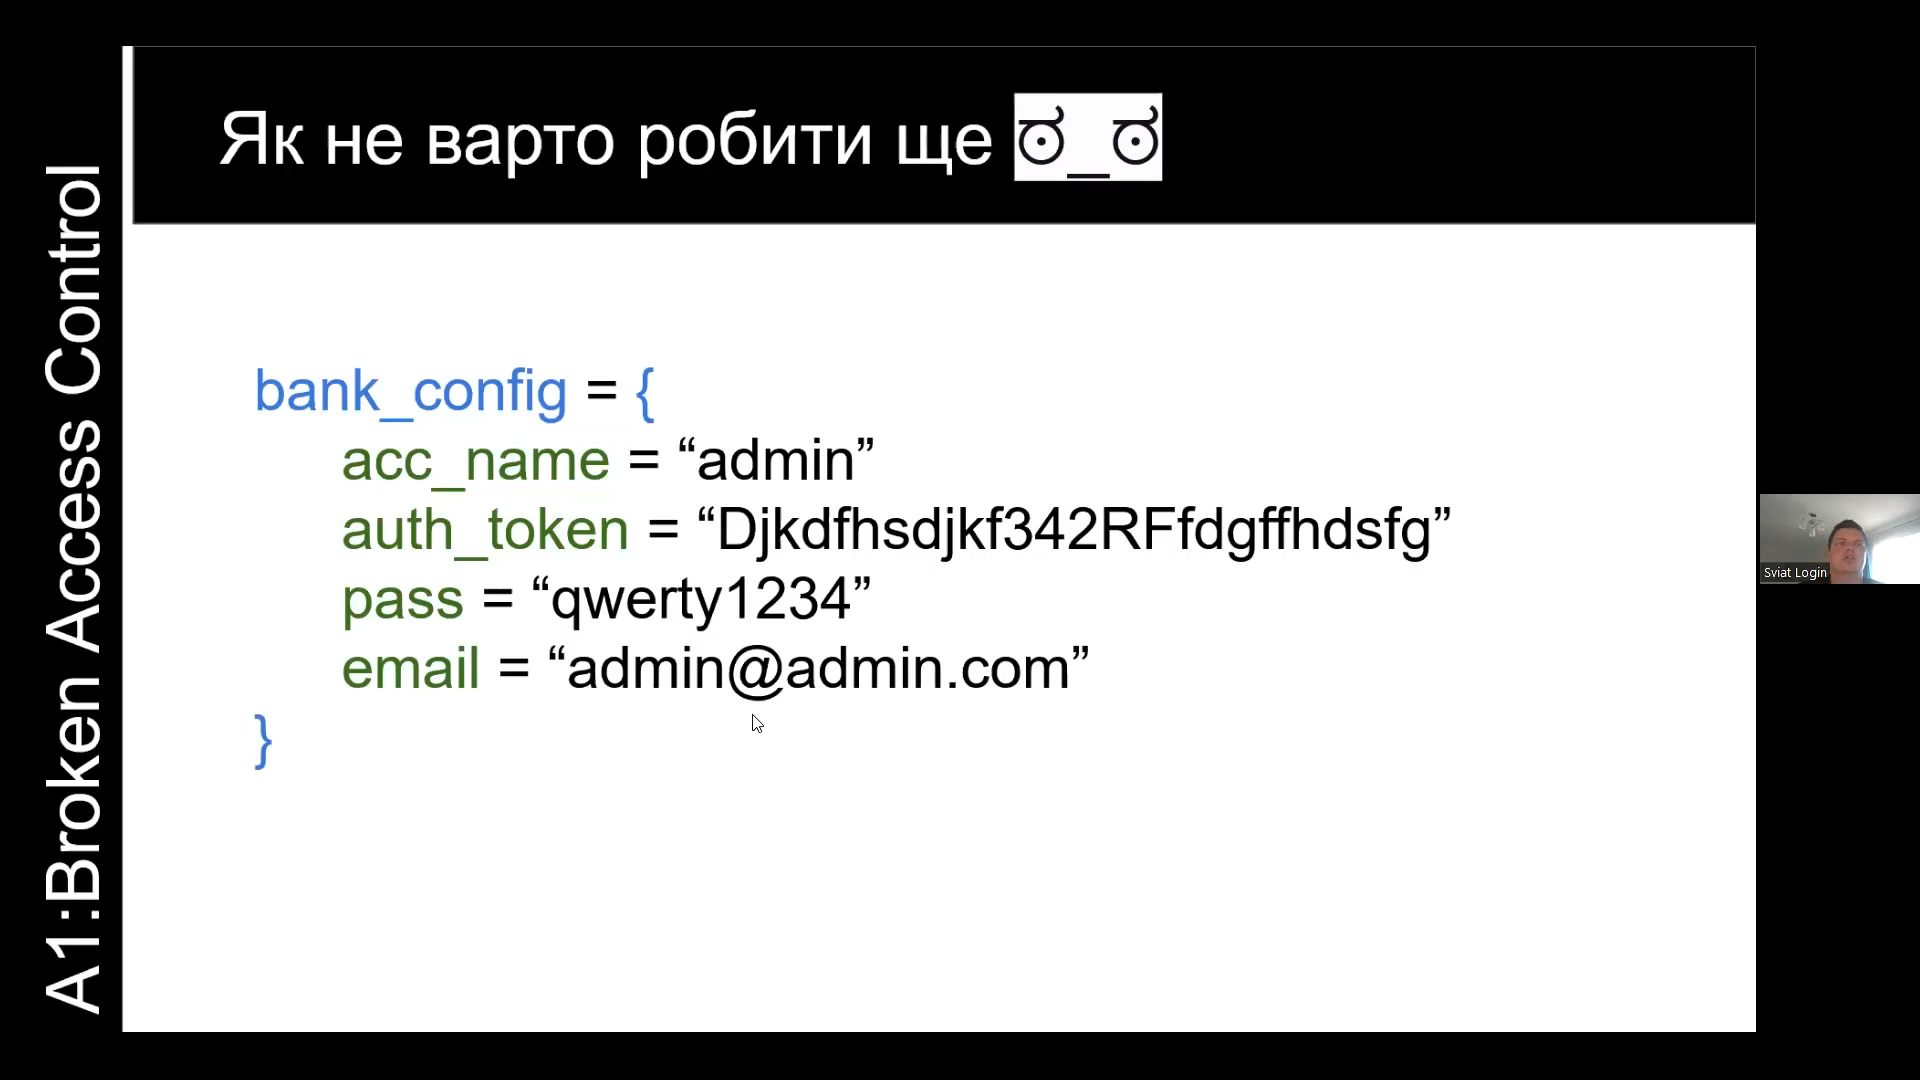 A1:Broken Access Control
Як не варто робити ще ಠ_ಠ
bank_config = {
acc_name = “admin”
auth_token = “Djkdfhsdjkf342RFfdgffhdsfg”
pass = “qwerty1234”
email = “admin@admin.com”
}
Sviat Login